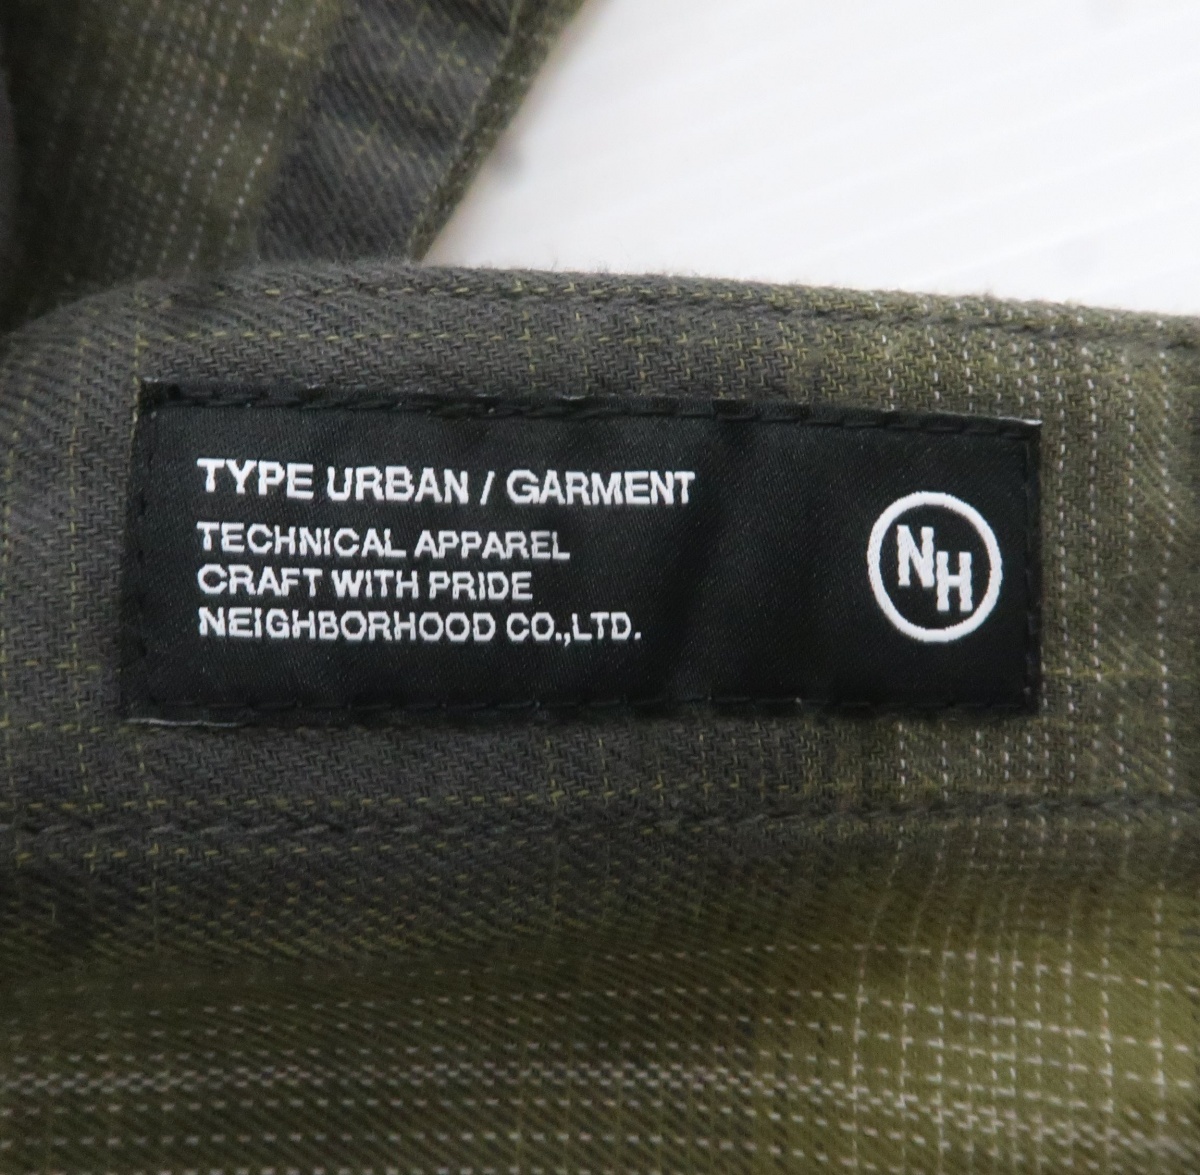 TYPE URBAN / GARMENT
TECHNICAL APPAREL
CRAFT WITH PRIDE
NEIGHBORHOOD CO.,LTD.
NH